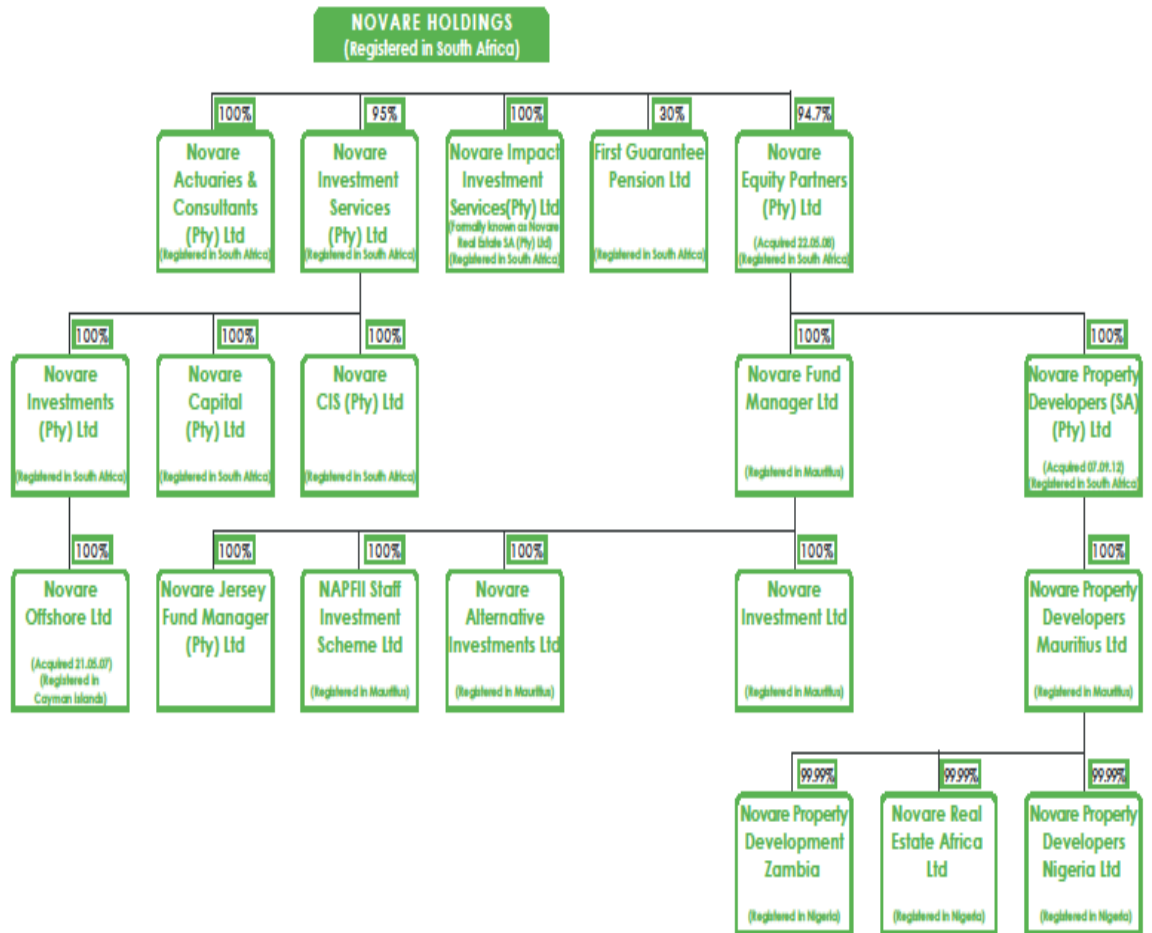 NOVARE HOLDINGS
(Registered in South Africa)
100%
95%
100%
30%
94.7%
Novare
Actuaries &
Consultants
(Pty) Ltd
(Registered in South Africa)
Novare
Investment
Services
(Pty) Ltd
(Registered in South Africa)
Novare Impact
Investment
Services(Pty) Ltd
(Formally known as Novare
Real Estate SA (Pty) Ltd)
(Registered in South Africa)
First Guarantee
Pension Ltd
(Registered in South Africa)
Novare
Equity Partners
(Pty) Ltd
(Acquired 22.05.08)
(Registered in South Africa)
100%
100%
100%
100%
100%
Novare
Investments
(Pty) Ltd
(Registered in South Africa)
Novare
Capital
(Pty) Ltd
(Registered in South Africa)
Novare
CIS (Pty) Ltd
(Registered in South Africa)
Novare Fund
Manager Ltd
(Registered in Mauritius)
Novare Property
Developers (SA)
(Pty) Ltd
(Acquired 07.09.12)
(Registered in South Africa)
100%
100%
100%
100%
100%
100%
Novare
Offshore Ltd
(Acquired 21.05.07)
(Registered in
Cayman Islands)
Novare Jersey
Fund Manager
(Pty) Ltd
NAPFII Staff
Investment
Scheme Ltd
(Registered in Mauritius)
Novare
Alternative
Investments Ltd
(Registered in Mauritius)
Novare
Investment Ltd
(Registered in Mauritius)
Novare Property
Developers
Mauritius Ltd
(Registered in Mauritius)
99.99%
99.99%
99.99%
Novare Property
Development
Zambia
(Registered in Nigeria)
Novare Real
Estate Africa
Ltd
(Registered in Nigeria)
Novare Property
Developers
Nigeria Ltd
(Registered in Nigeria)